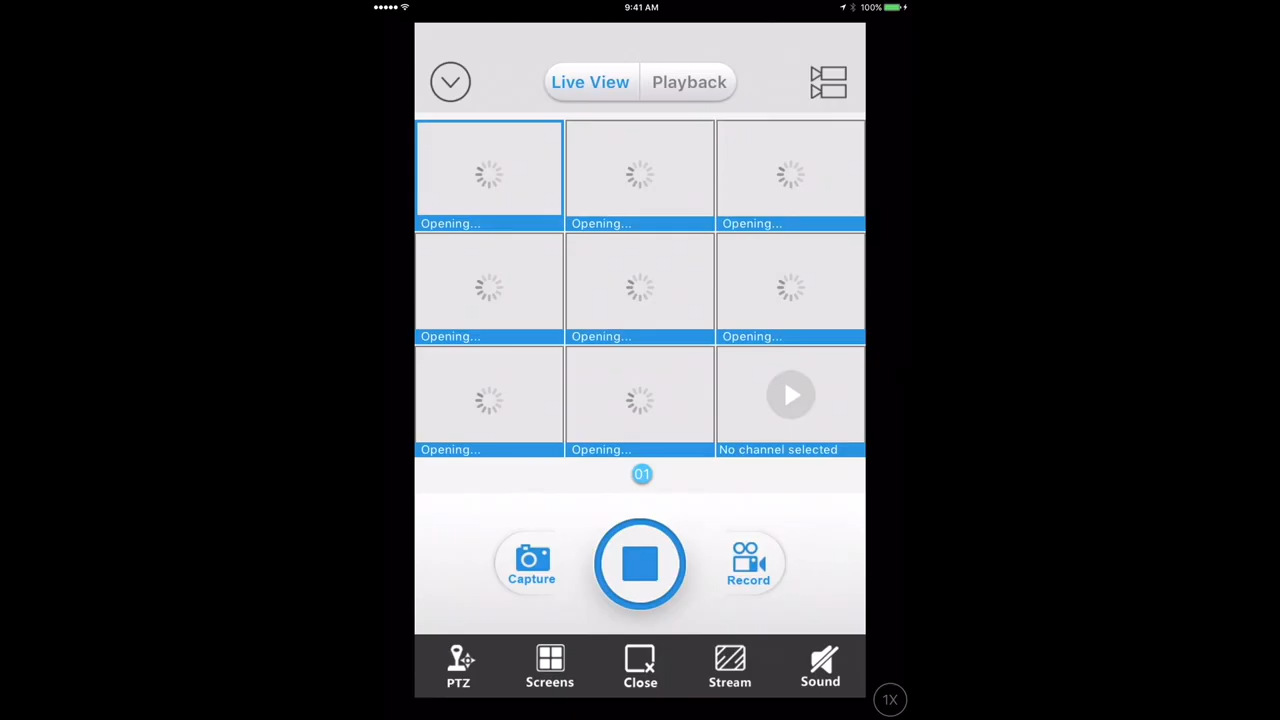 9:41 AM
100%
Live View Playback
Opening... Opening... Opening...
Opening... Opening... Opening...
Opening... Opening... No channel selected
01
Capture Record
PTZ Screens Close Stream Sound
1X